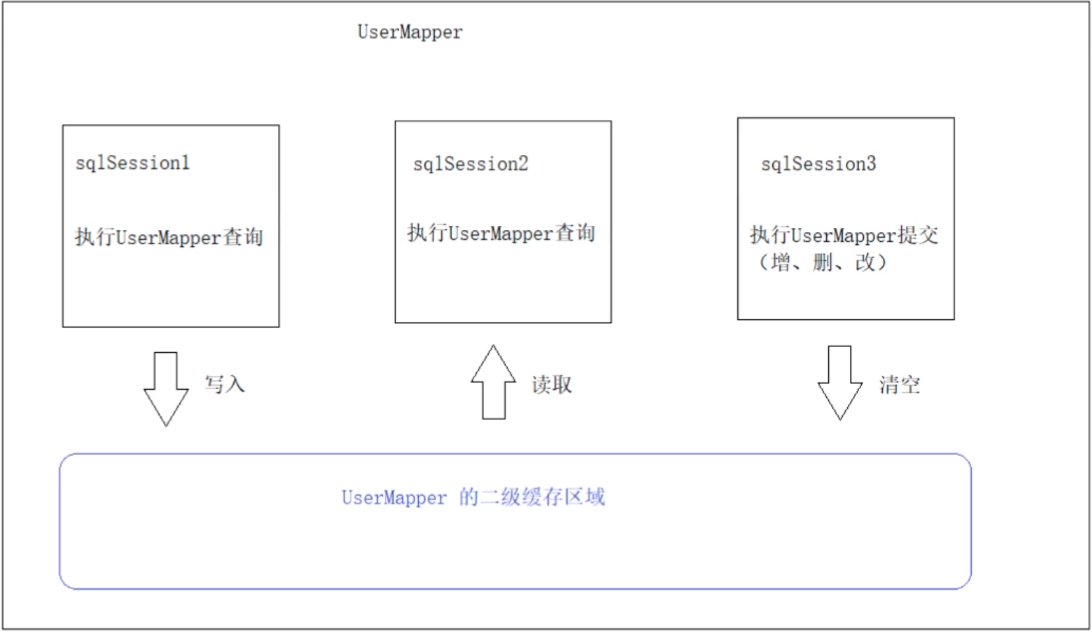 UserMapper
sqlSession1
执行UserMapper查询
sqlSession2
执行UserMapper查询
sqlSession3
执行UserMapper提交
（增、删、改）
写入
读取
清空
UserMapper 的二级缓存区域